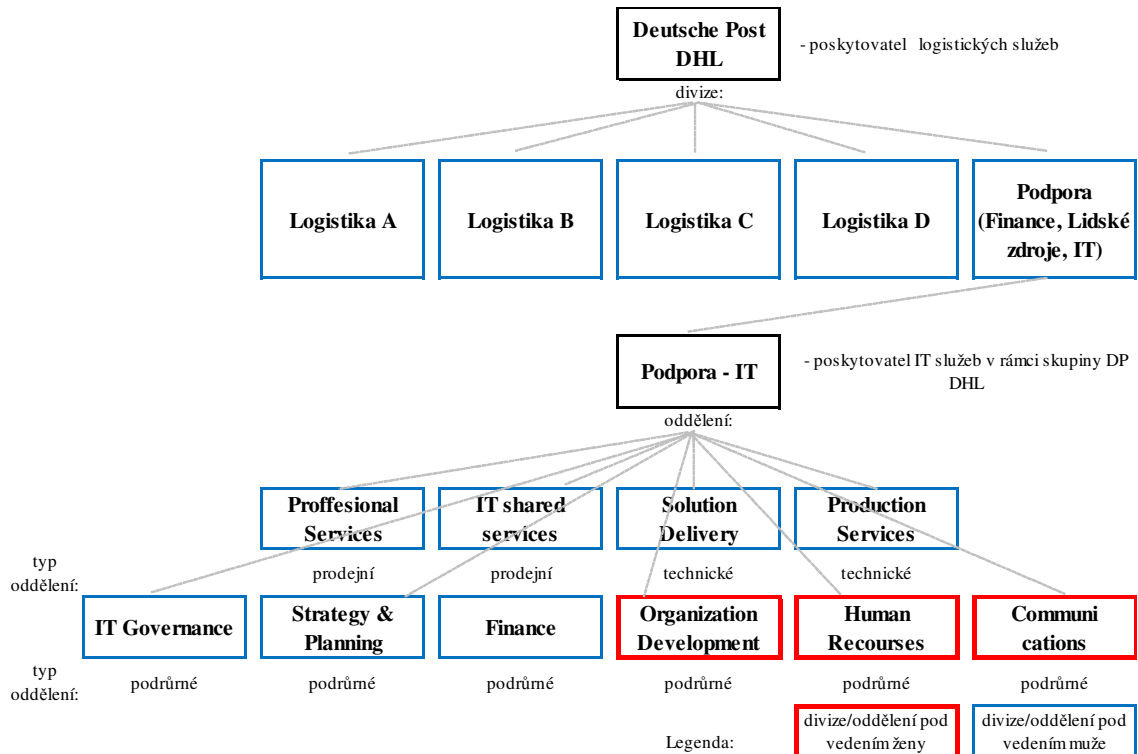 Deutsche Post
DHL
- poskytovatel logistických služeb
divize:
Logistika A
Logistika B
Logistika C
Logistika D
Podpora
(Finance, Lidské
zdroje, IT)
Podpora - IT
- poskytovatel IT služeb v rámci skupiny DP
DHL
oddělení:
Proffesional
Services
IT shared
services
Solution
Delivery
Production
Services
typ
oddělení:
prodejní
prodejní
technické
technické
IT Governance
Strategy &
Planning
Finance
Organization
Development
Human
Recourses
Communi
cations
typ
oddělení:
podrůrné
podrůrné
podrůrné
podrůrné
podrůrné
podrůrné
Legenda:
divize/oddělení pod
vedením ženy
divize/oddělení pod
vedením muže